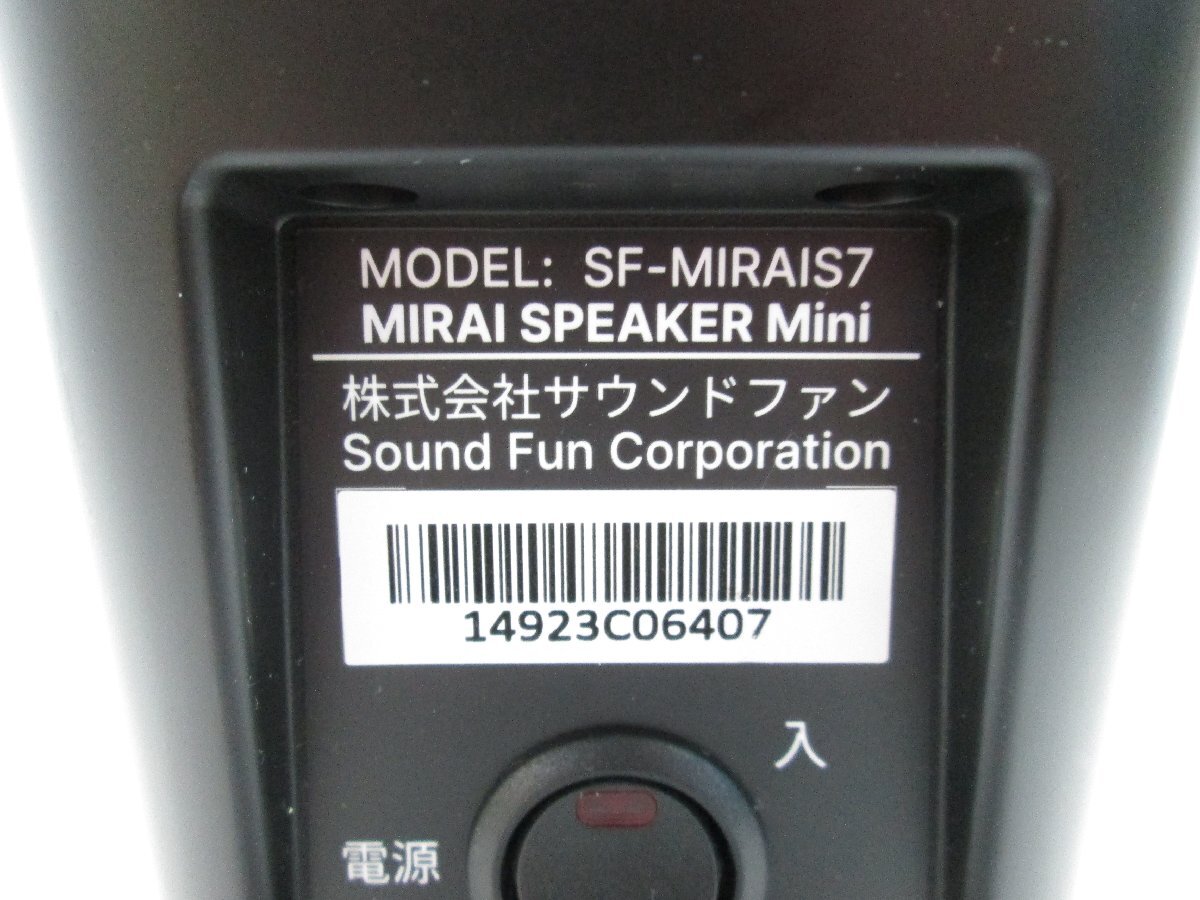 MODEL: SF-MIRAIS7
MIRAI SPEAKER Mini
株式会社サウンドファン
Sound Fun Corporation
14923C06407
入
電源